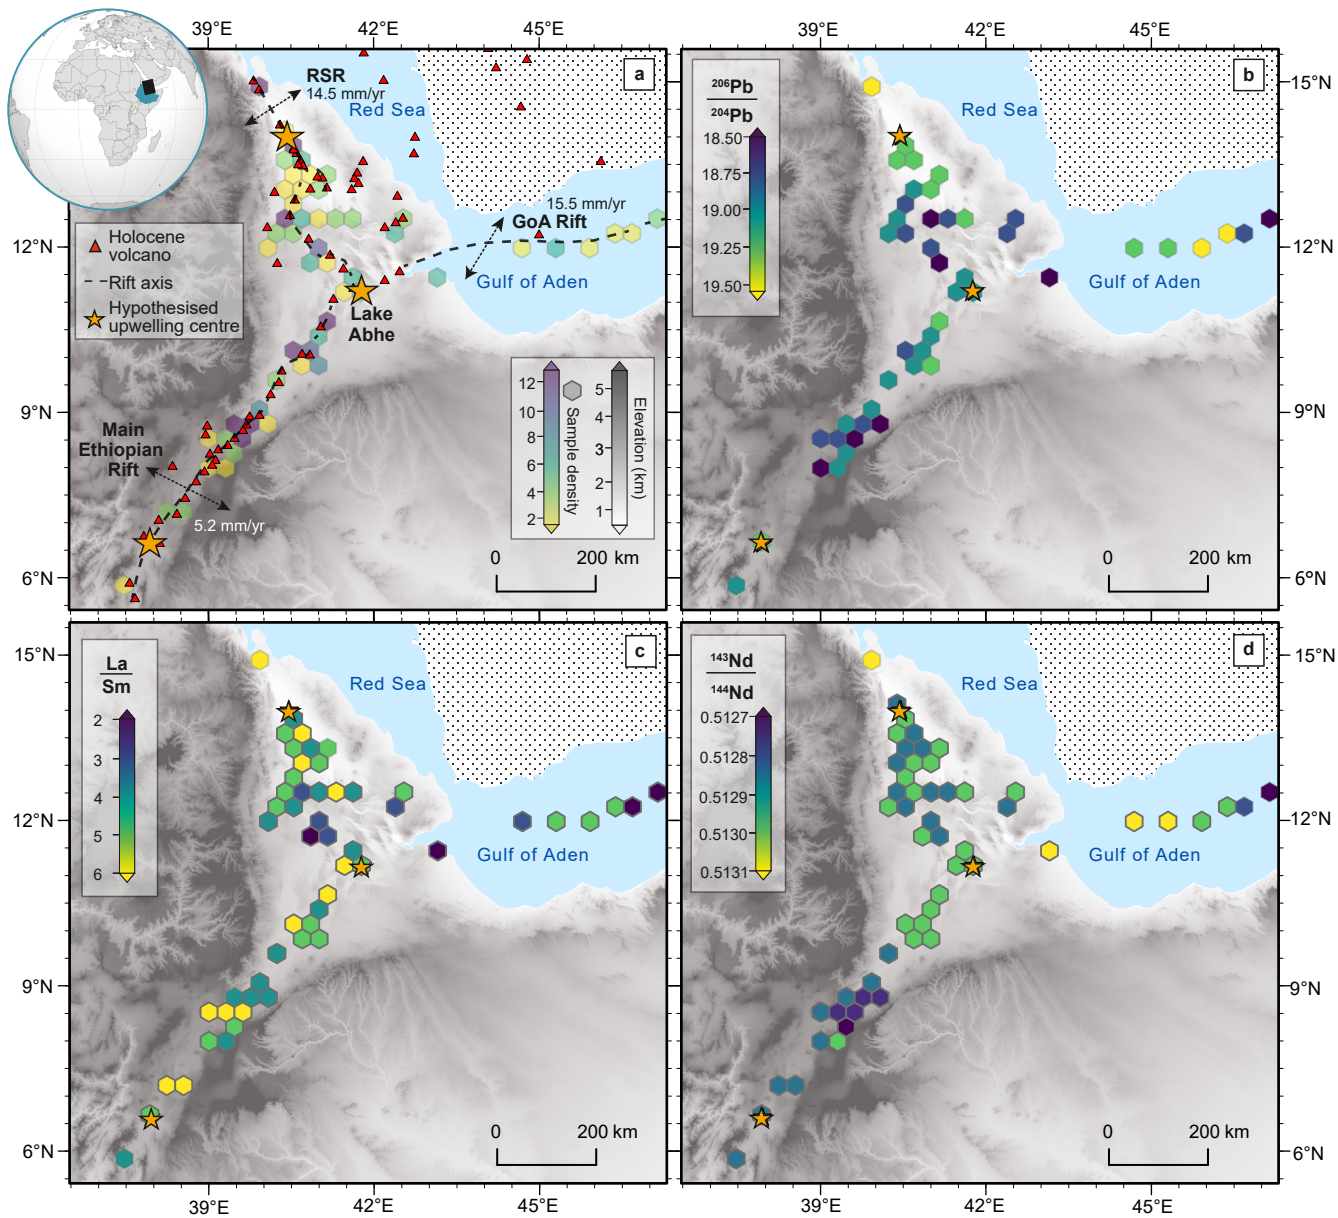 39°E
42°E
45°E
39°E
42°E
45°E
a
RSR
14.5 mm/yr
Red Sea
15.5 mm/yr
GoA Rift
Gulf of Aden
Holocene
volcano
Rift axis
Hypothesised
upwelling centre
Lake
Abhe
Main
Ethiopian
Rift
5.2 mm/yr
12
10
8
6
4
2
Sample density
5
4
3
2
1
Elevation (km)
0
200 km
12°N
9°N
6°N
b
206Pb
204Pb
18.50
18.75
19.00
19.25
19.50
Red Sea
Gulf of Aden
0
200 km
15°N
12°N
9°N
6°N
c
La
Sm
2
3
4
5
6
Red Sea
Gulf of Aden
0
200 km
15°N
12°N
9°N
6°N
d
143Nd
144Nd
0.5127
0.5128
0.5129
0.5130
0.5131
Red Sea
Gulf of Aden
0
200 km
15°N
12°N
9°N
6°N
39°E
42°E
45°E
39°E
42°E
45°E